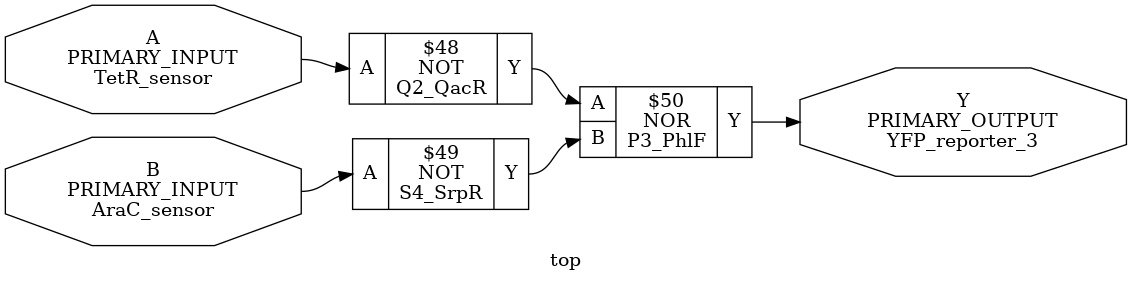 A
PRIMARY_INPUT
TetR_sensor
A
$48
NOT
Q2_QacR
Y
B
PRIMARY_INPUT
AraC_sensor
A
$49
NOT
S4_SrpR
Y
A
B
$50
NOR
P3_PhlF
Y
Y
PRIMARY_OUTPUT
YFP_reporter_3
top